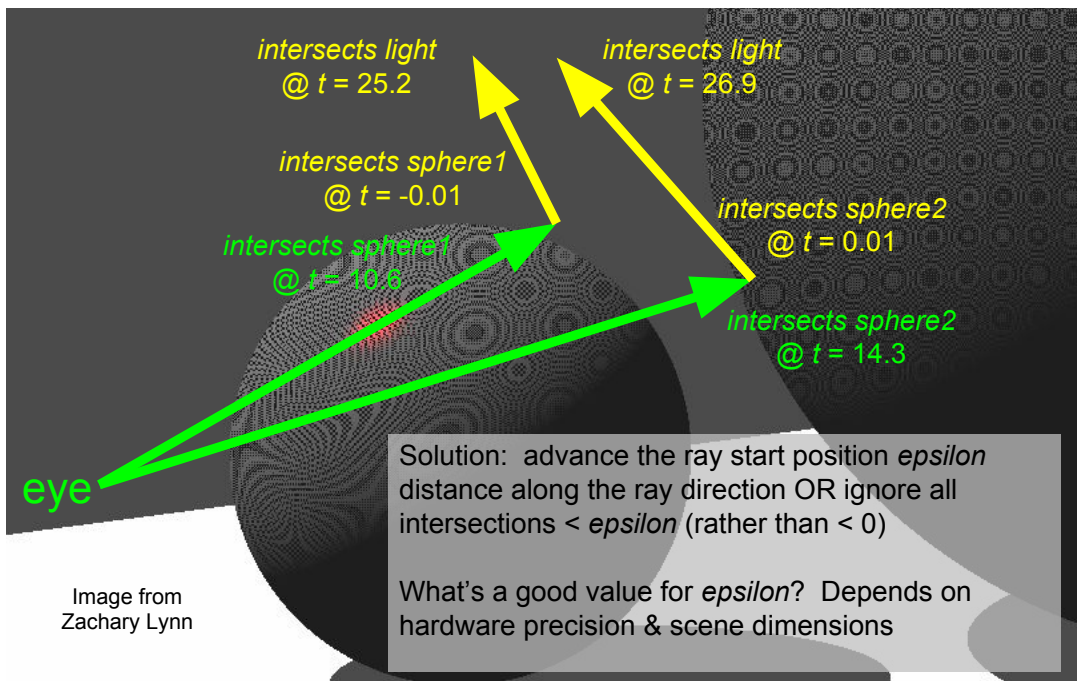 intersects light
@ t = 25.2
intersects light
@ t = 26.9
intersects sphere1
@ t = -0.01
intersects sphere2
@ t = 0.01
intersects sphere1
@ t = 10.6
intersects sphere2
@ t = 14.3
eye
Solution:  advance the ray start position epsilon
distance along the ray direction OR ignore all
intersections < epsilon (rather than < 0)
What's a good value for epsilon?  Depends on
hardware precision & scene dimensions
Image from
Zachary Lynn